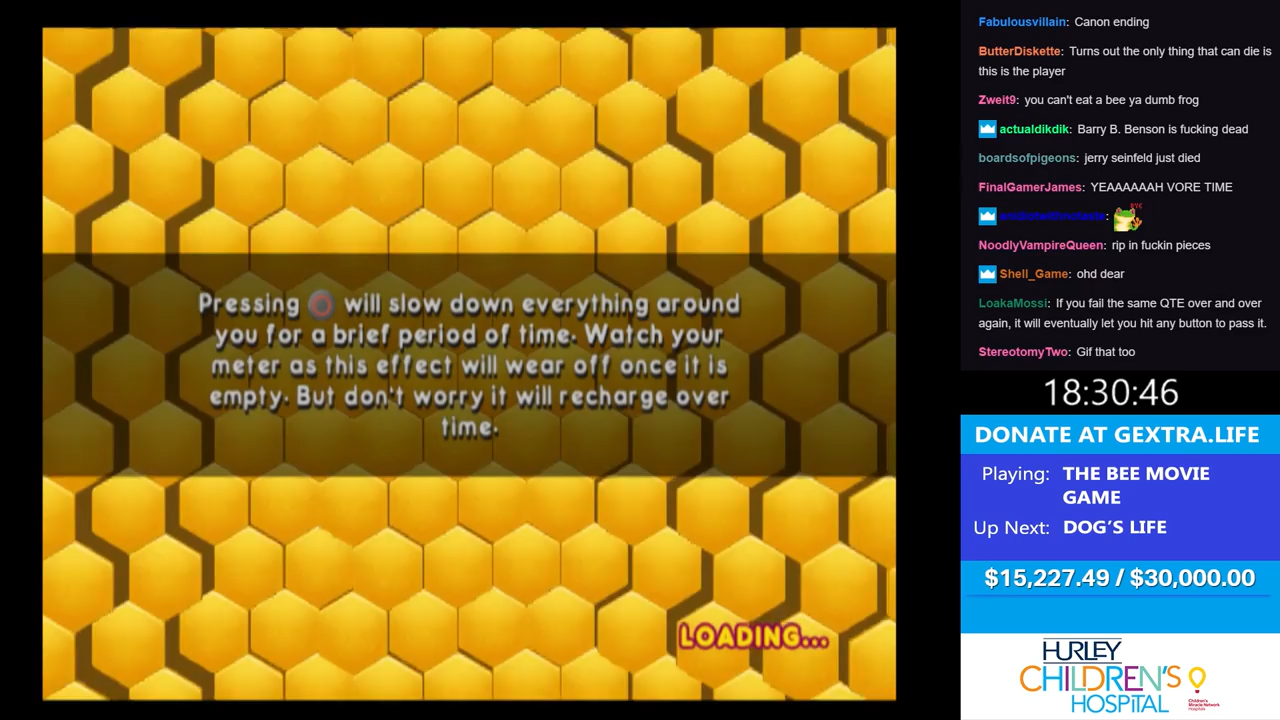 Pressing will slow down everything around
you for a brief period of time. Watch your
meter as this effect will wear off once it is
empty. But don't worry it will recharge over
time.
LOADING...
Fabulousvillain: Canon ending
ButterDiskette: Turns out the only thing that can die is
this is the player
Zweit9: you can't eat a bee ya dumb frog
actualdikdik: Barry B. Benson is fucking dead
boardsofpigeons: jerry seinfeld just died
FinalGamerJames: YEAAAAAAH VORE TIME
NoodlyVampireQueen: rip in fuckin pieces
Shell_Game: ohd dear
LoakaMossi: If you fail the same QTE over and over
again, it will eventually let you hit any button to pass it.
StereotomyTwo: Gif that too
18:30:46
DONATE AT GEXTRA.LIFE
Playing: THE BEE MOVIE
GAME
Up Next: DOG'S LIFE
$15,227.49 / $30,000.00
HURLEY
CHILDREN'S
HOSPITAL
Children's
Miracle Network
Hospitals